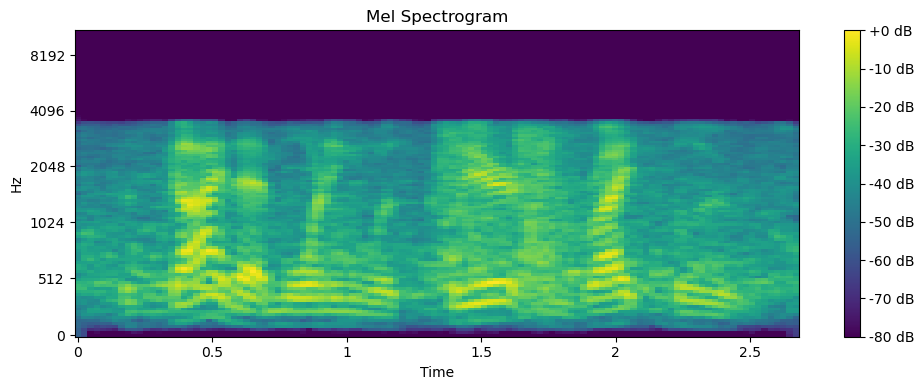 Mel Spectrogram
Hz
8192
4096
2048
1024
512
0
0
0.5
1
1.5
2
2.5
Time
+0 dB
-10 dB
-20 dB
-30 dB
-40 dB
-50 dB
-60 dB
-70 dB
-80 dB